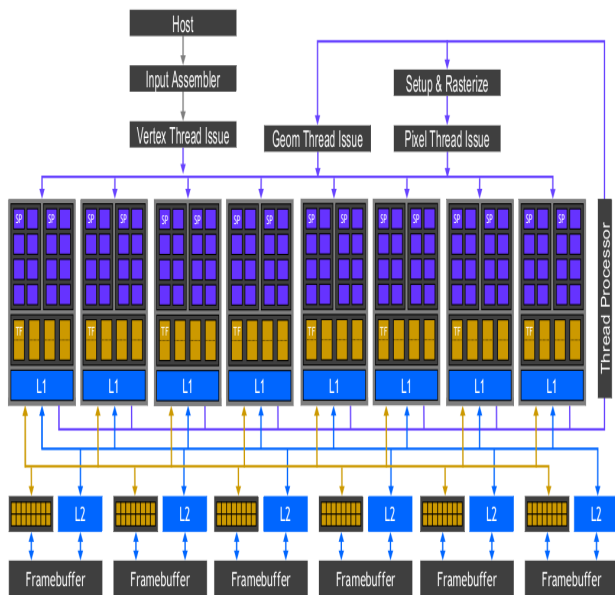 Host
Input Assembler
Setup & Rasterize
Vertex Thread Issue
Geom Thread Issue
Pixel Thread Issue
SP SP SP SP SP SP SP SP SP SP SP SP SP SP SP SP
Thread Processor
TF TF TF TF TF TF TF TF
L1 L1 L1 L1 L1 L1 L1 L1
L2 L2 L2 L2 L2 L2
Framebuffer Framebuffer Framebuffer Framebuffer Framebuffer Framebuffer